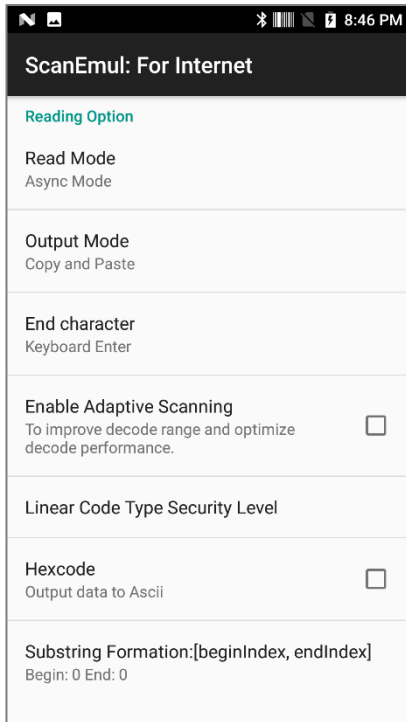 8:46 PM
ScanEmul: For Internet
Reading Option
Read Mode
Async Mode
Output Mode
Copy and Paste
End character
Keyboard Enter
Enable Adaptive Scanning
To improve decode range and optimize
decode performance.
Linear Code Type Security Level
Hexcode
Output data to Ascii
Substring Formation:[beginIndex, endIndex]
Begin: 0 End: 0